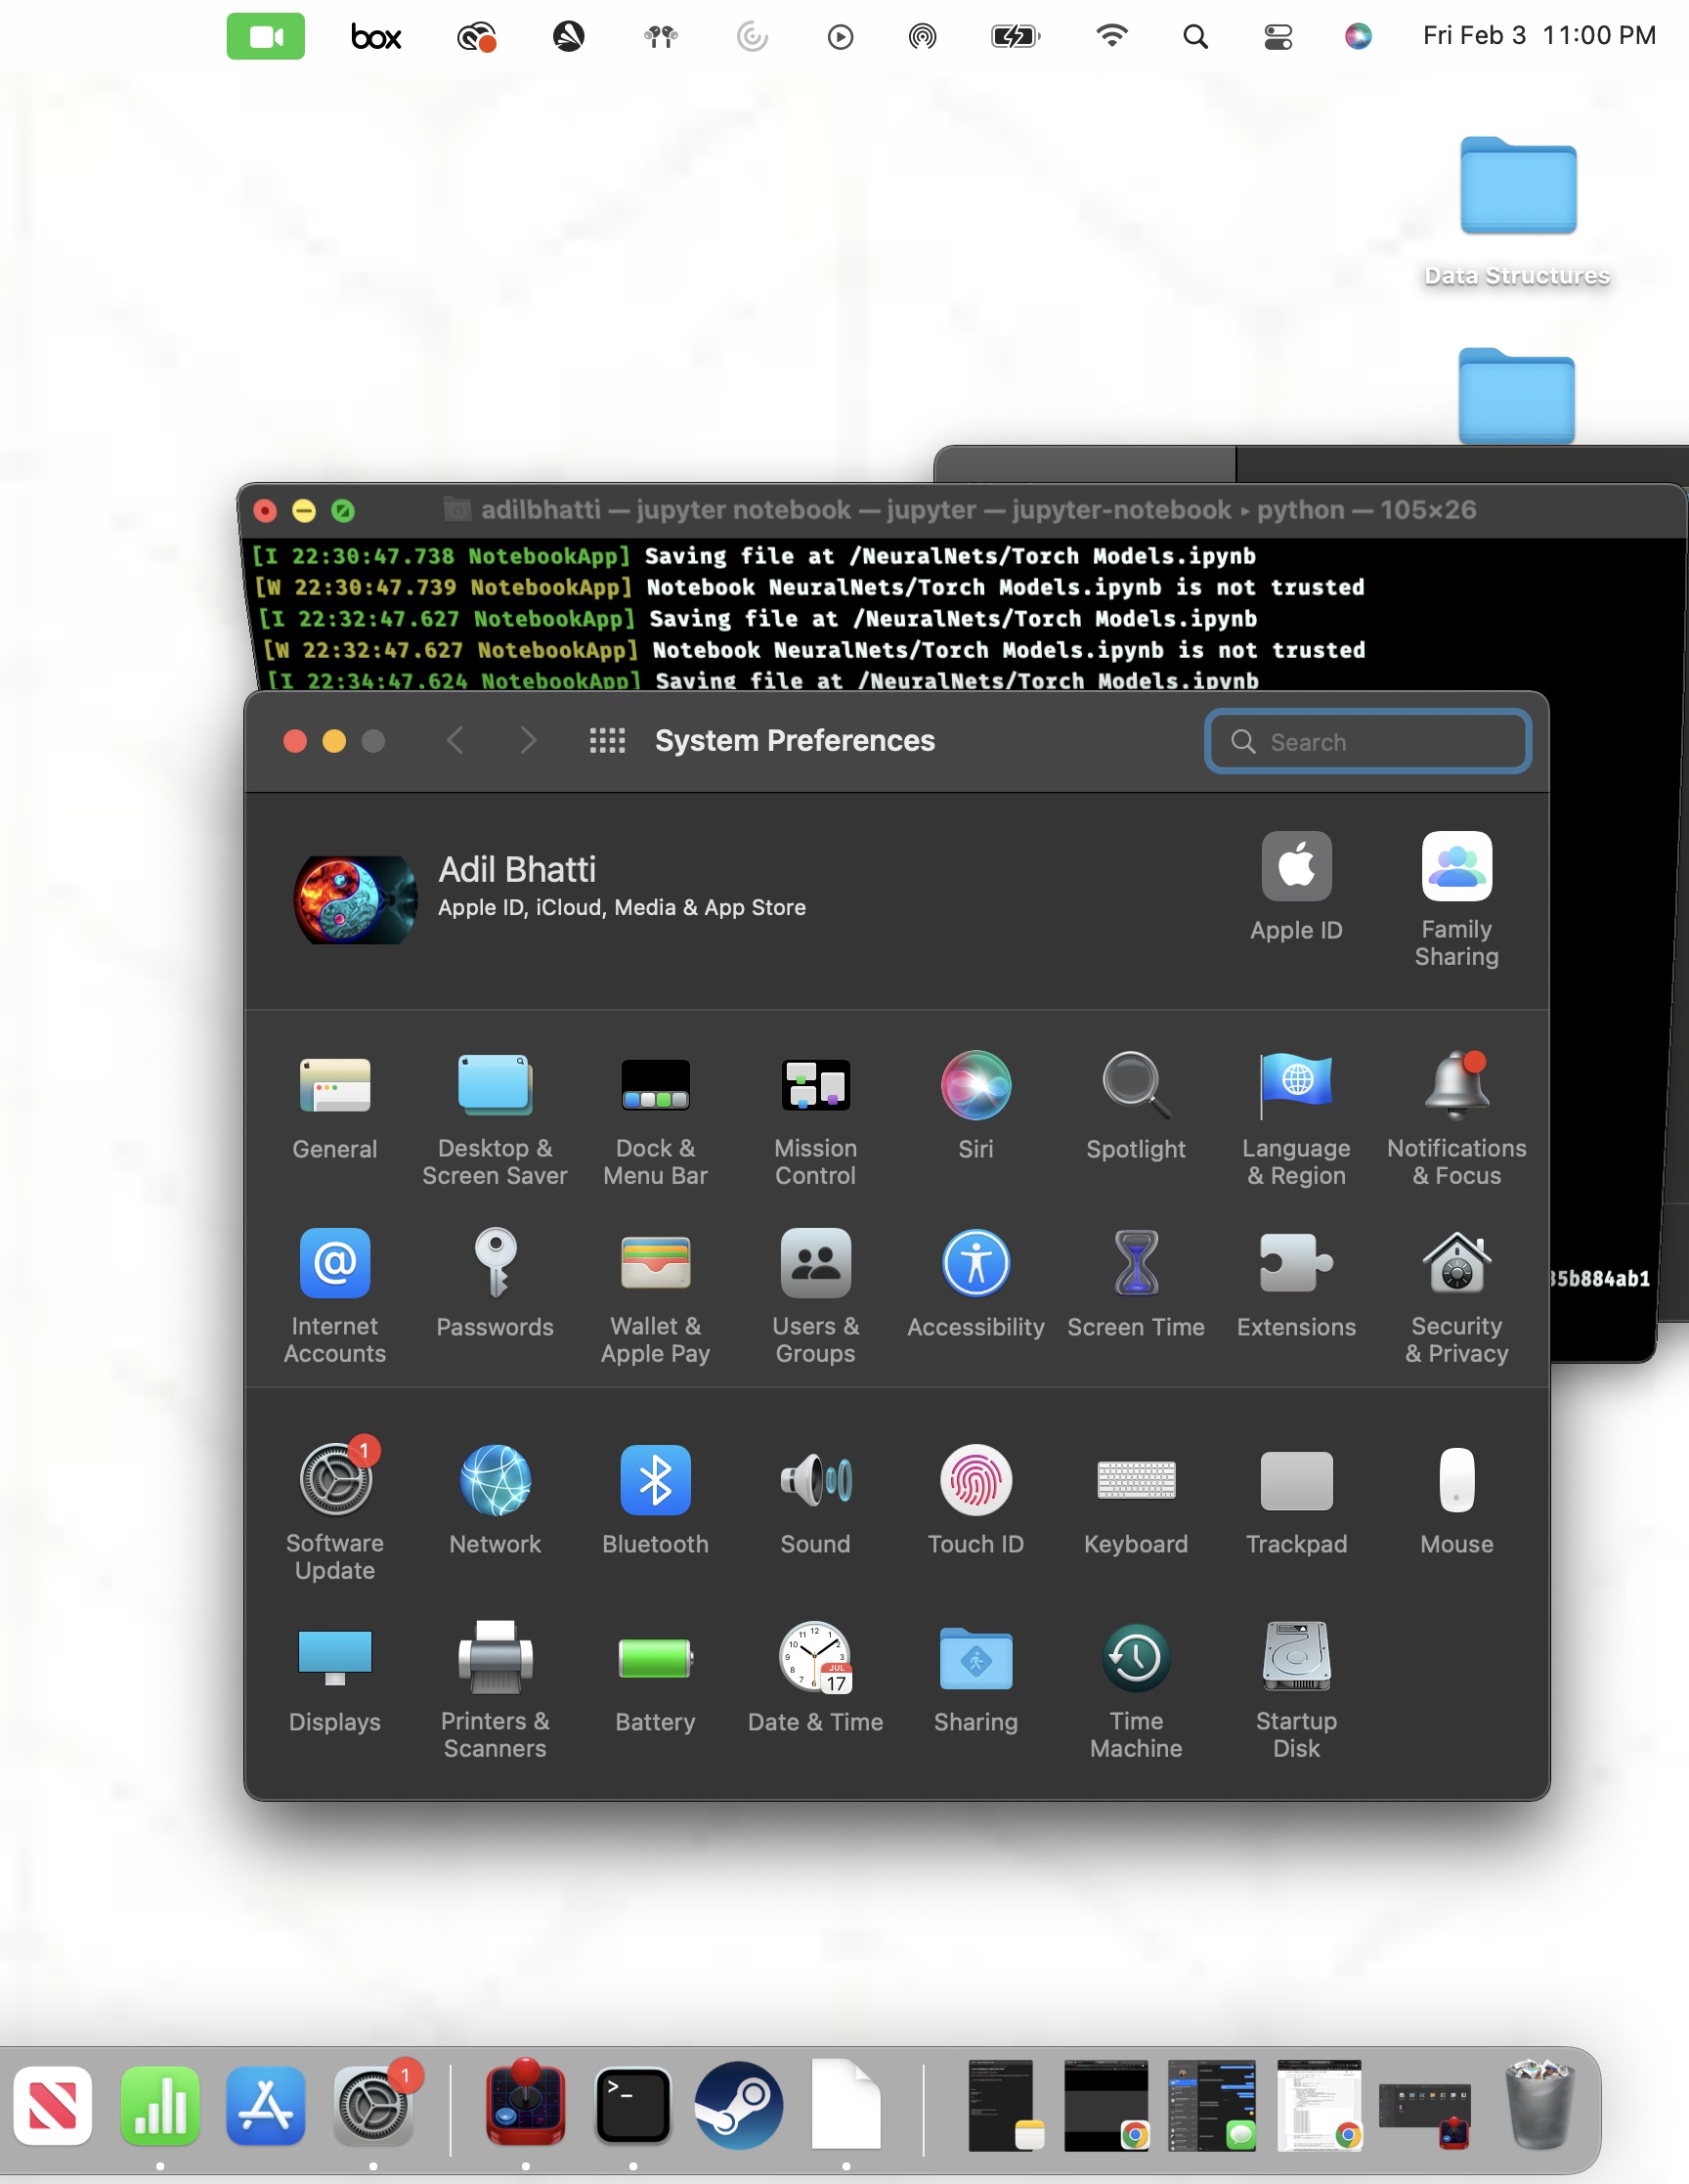 box
Fri Feb 3 11:00 PM
Data Structures
adilbhatti — jupyter notebook — jupyter — jupyter-notebook ▸ python — 105×26
[I 22:30:47.738 NotebookApp] Saving file at /NeuralNets/Torch Models.ipynb
[W 22:30:47.739 NotebookApp] Notebook NeuralNets/Torch Models.ipynb is not trusted
[I 22:32:47.627 NotebookApp] Saving file at /NeuralNets/Torch Models.ipynb
[W 22:32:47.627 NotebookApp] Notebook NeuralNets/Torch Models.ipynb is not trusted
[I 22:34:47.624 NotebookApp] Saving file at /NeuralNets/Torch Models.ipynb
System Preferences
Search
Adil Bhatti
Apple ID, iCloud, Media & App Store
Apple ID
Family
Sharing
General
Desktop &
Screen Saver
Dock &
Menu Bar
Mission
Control
Siri
Spotlight
Language
& Region
Notifications
& Focus
Internet
Accounts
Passwords
Wallet &
Apple Pay
Users &
Groups
Accessibility
Screen Time
Extensions
Security
& Privacy
35b884ab1
1
Software
Update
Network
Bluetooth
Sound
Touch ID
Keyboard
Trackpad
Mouse
JUL
17
Displays
Printers &
Scanners
Battery
Date & Time
Sharing
Time
Machine
Startup
Disk
1